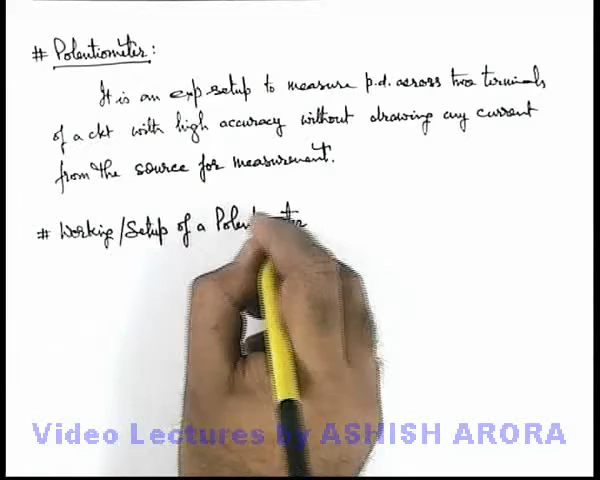 # Potentiometer :
It is an exp. setup to measure p.d. across two terminals
of a ckt with high accuracy without drawing any current
from the source for measurement.
# Working/Setup of a
Video Lectures by ASHISH ARORA